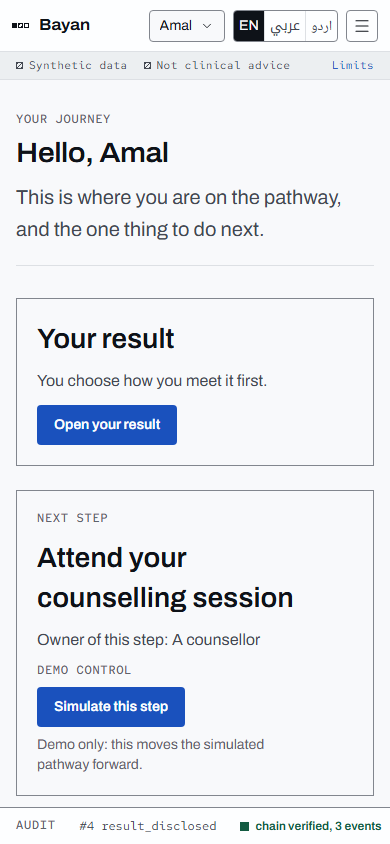 Bayan
Amal
EN
عربي
اردو
Synthetic data
Not clinical advice
Limits
YOUR JOURNEY
Hello, Amal
This is where you are on the pathway,
and the one thing to do next.
Your result
You choose how you meet it first.
Open your result
NEXT STEP
Attend your
counselling session
Owner of this step: A counsellor
DEMO CONTROL
Simulate this step
Demo only: this moves the simulated
pathway forward.
AUDIT
#4 result_disclosed
chain verified, 3 events